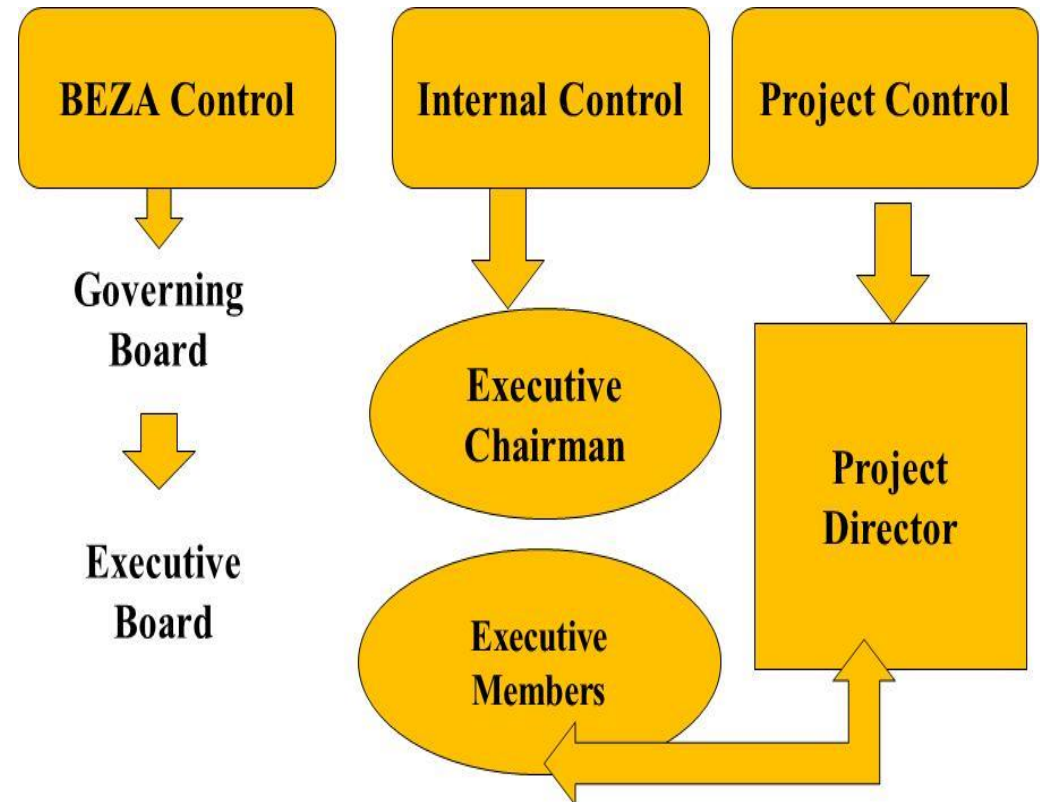 BEZA Control
Internal Control
Project Control
Governing
Board
Executive
Board
Executive
Chairman
Executive
Members
Project
Director